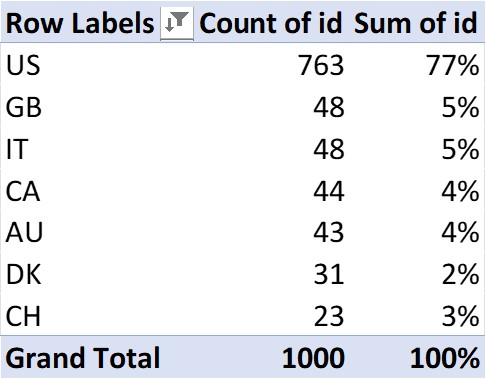 Row Labels Count of id Sum of id
US 763 77%
GB 48 5%
IT 48 5%
CA 44 4%
AU 43 4%
DK 31 2%
CH 23 3%
Grand Total 1000 100%